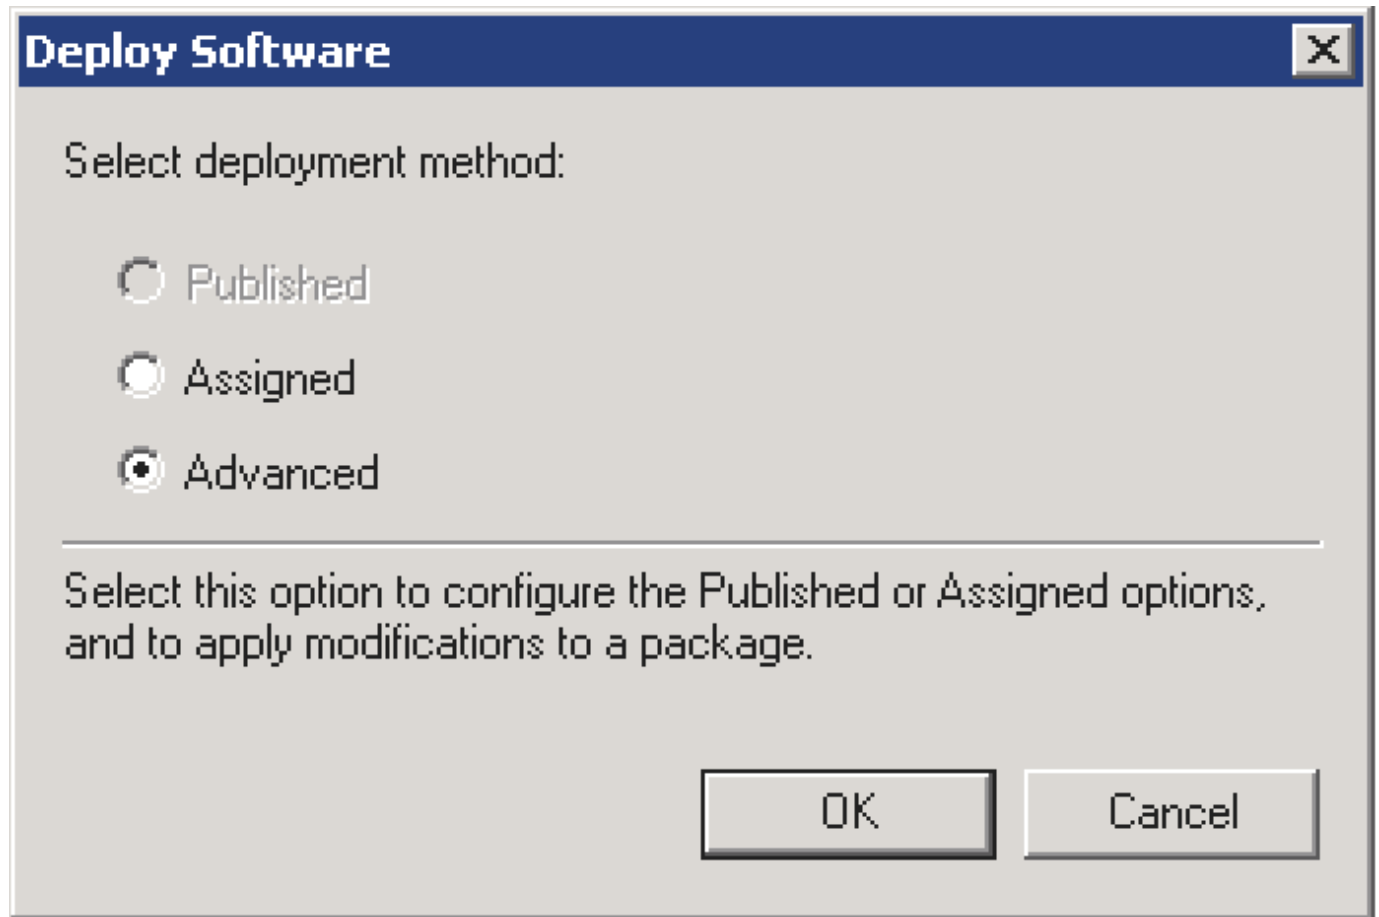 Deploy Software
Select deployment method:
Published
Assigned
Advanced
Select this option to configure the Published or Assigned options,
and to apply modifications to a package.
OK Cancel